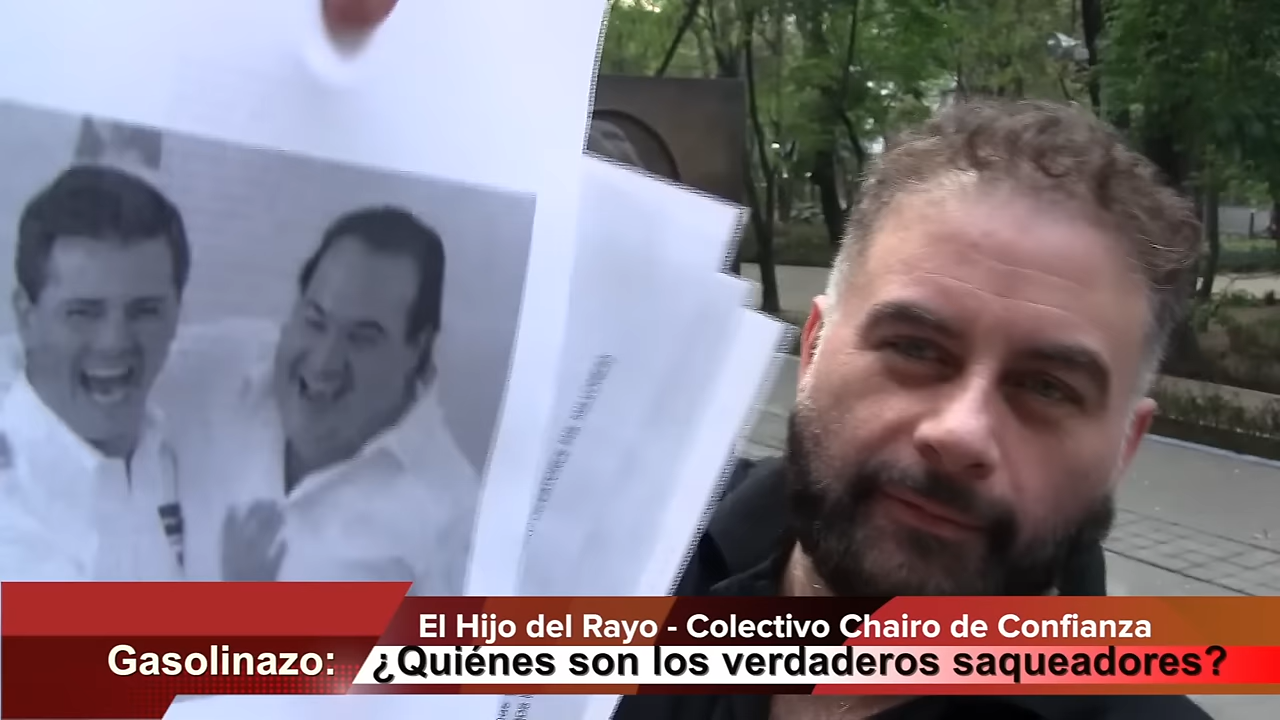 El Hijo del Rayo - Colectivo Chairo de Confianza
Gasolinazo: ¿Quiénes son los verdaderos saqueadores?